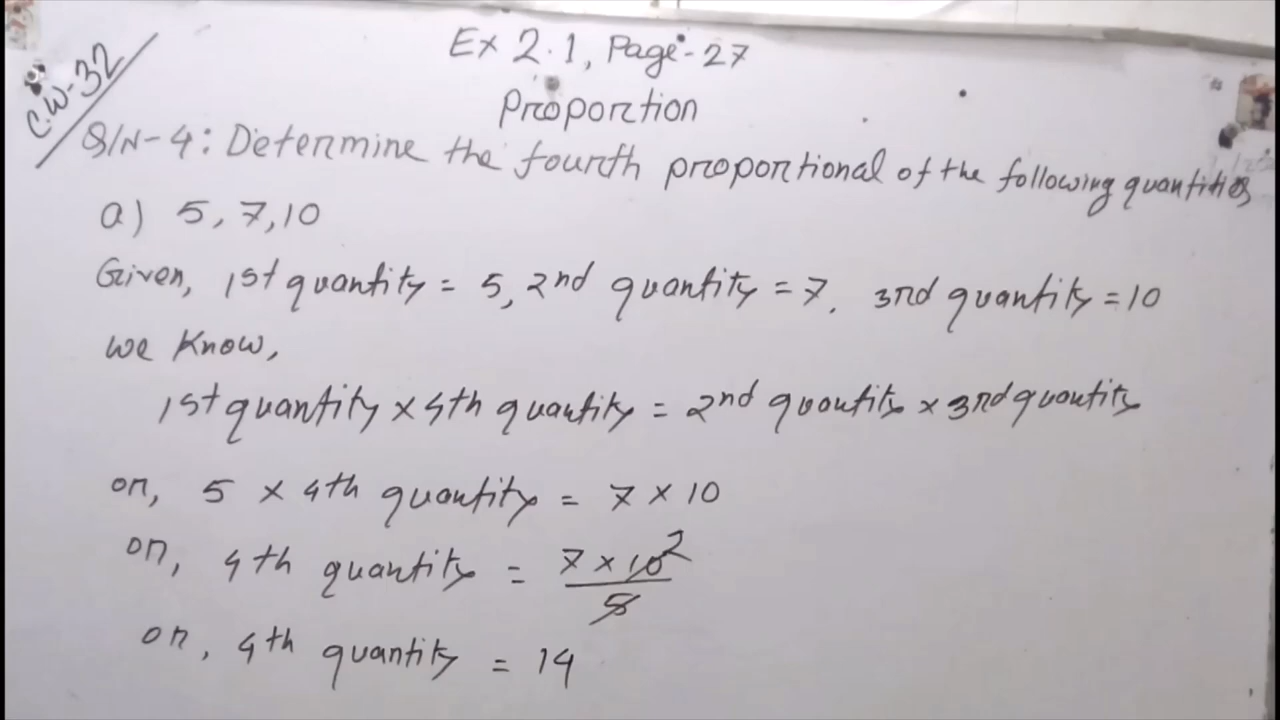 C.W-32
Ex 2.1, Page-27
Proportion
Q/N-4: Determine the fourth proportional of the following quantities
a) 5, 7, 10
Given, 1st quantity = 5, 2nd quantity = 7, 3rd quantity = 10
we know,
1st quantity × 4th quantity = 2nd quantity × 3rd quantity
or, 5 × 4th quantity = 7 × 10
or, 4th quantity = 7 × 10 2
5
or, 4th quantity = 14